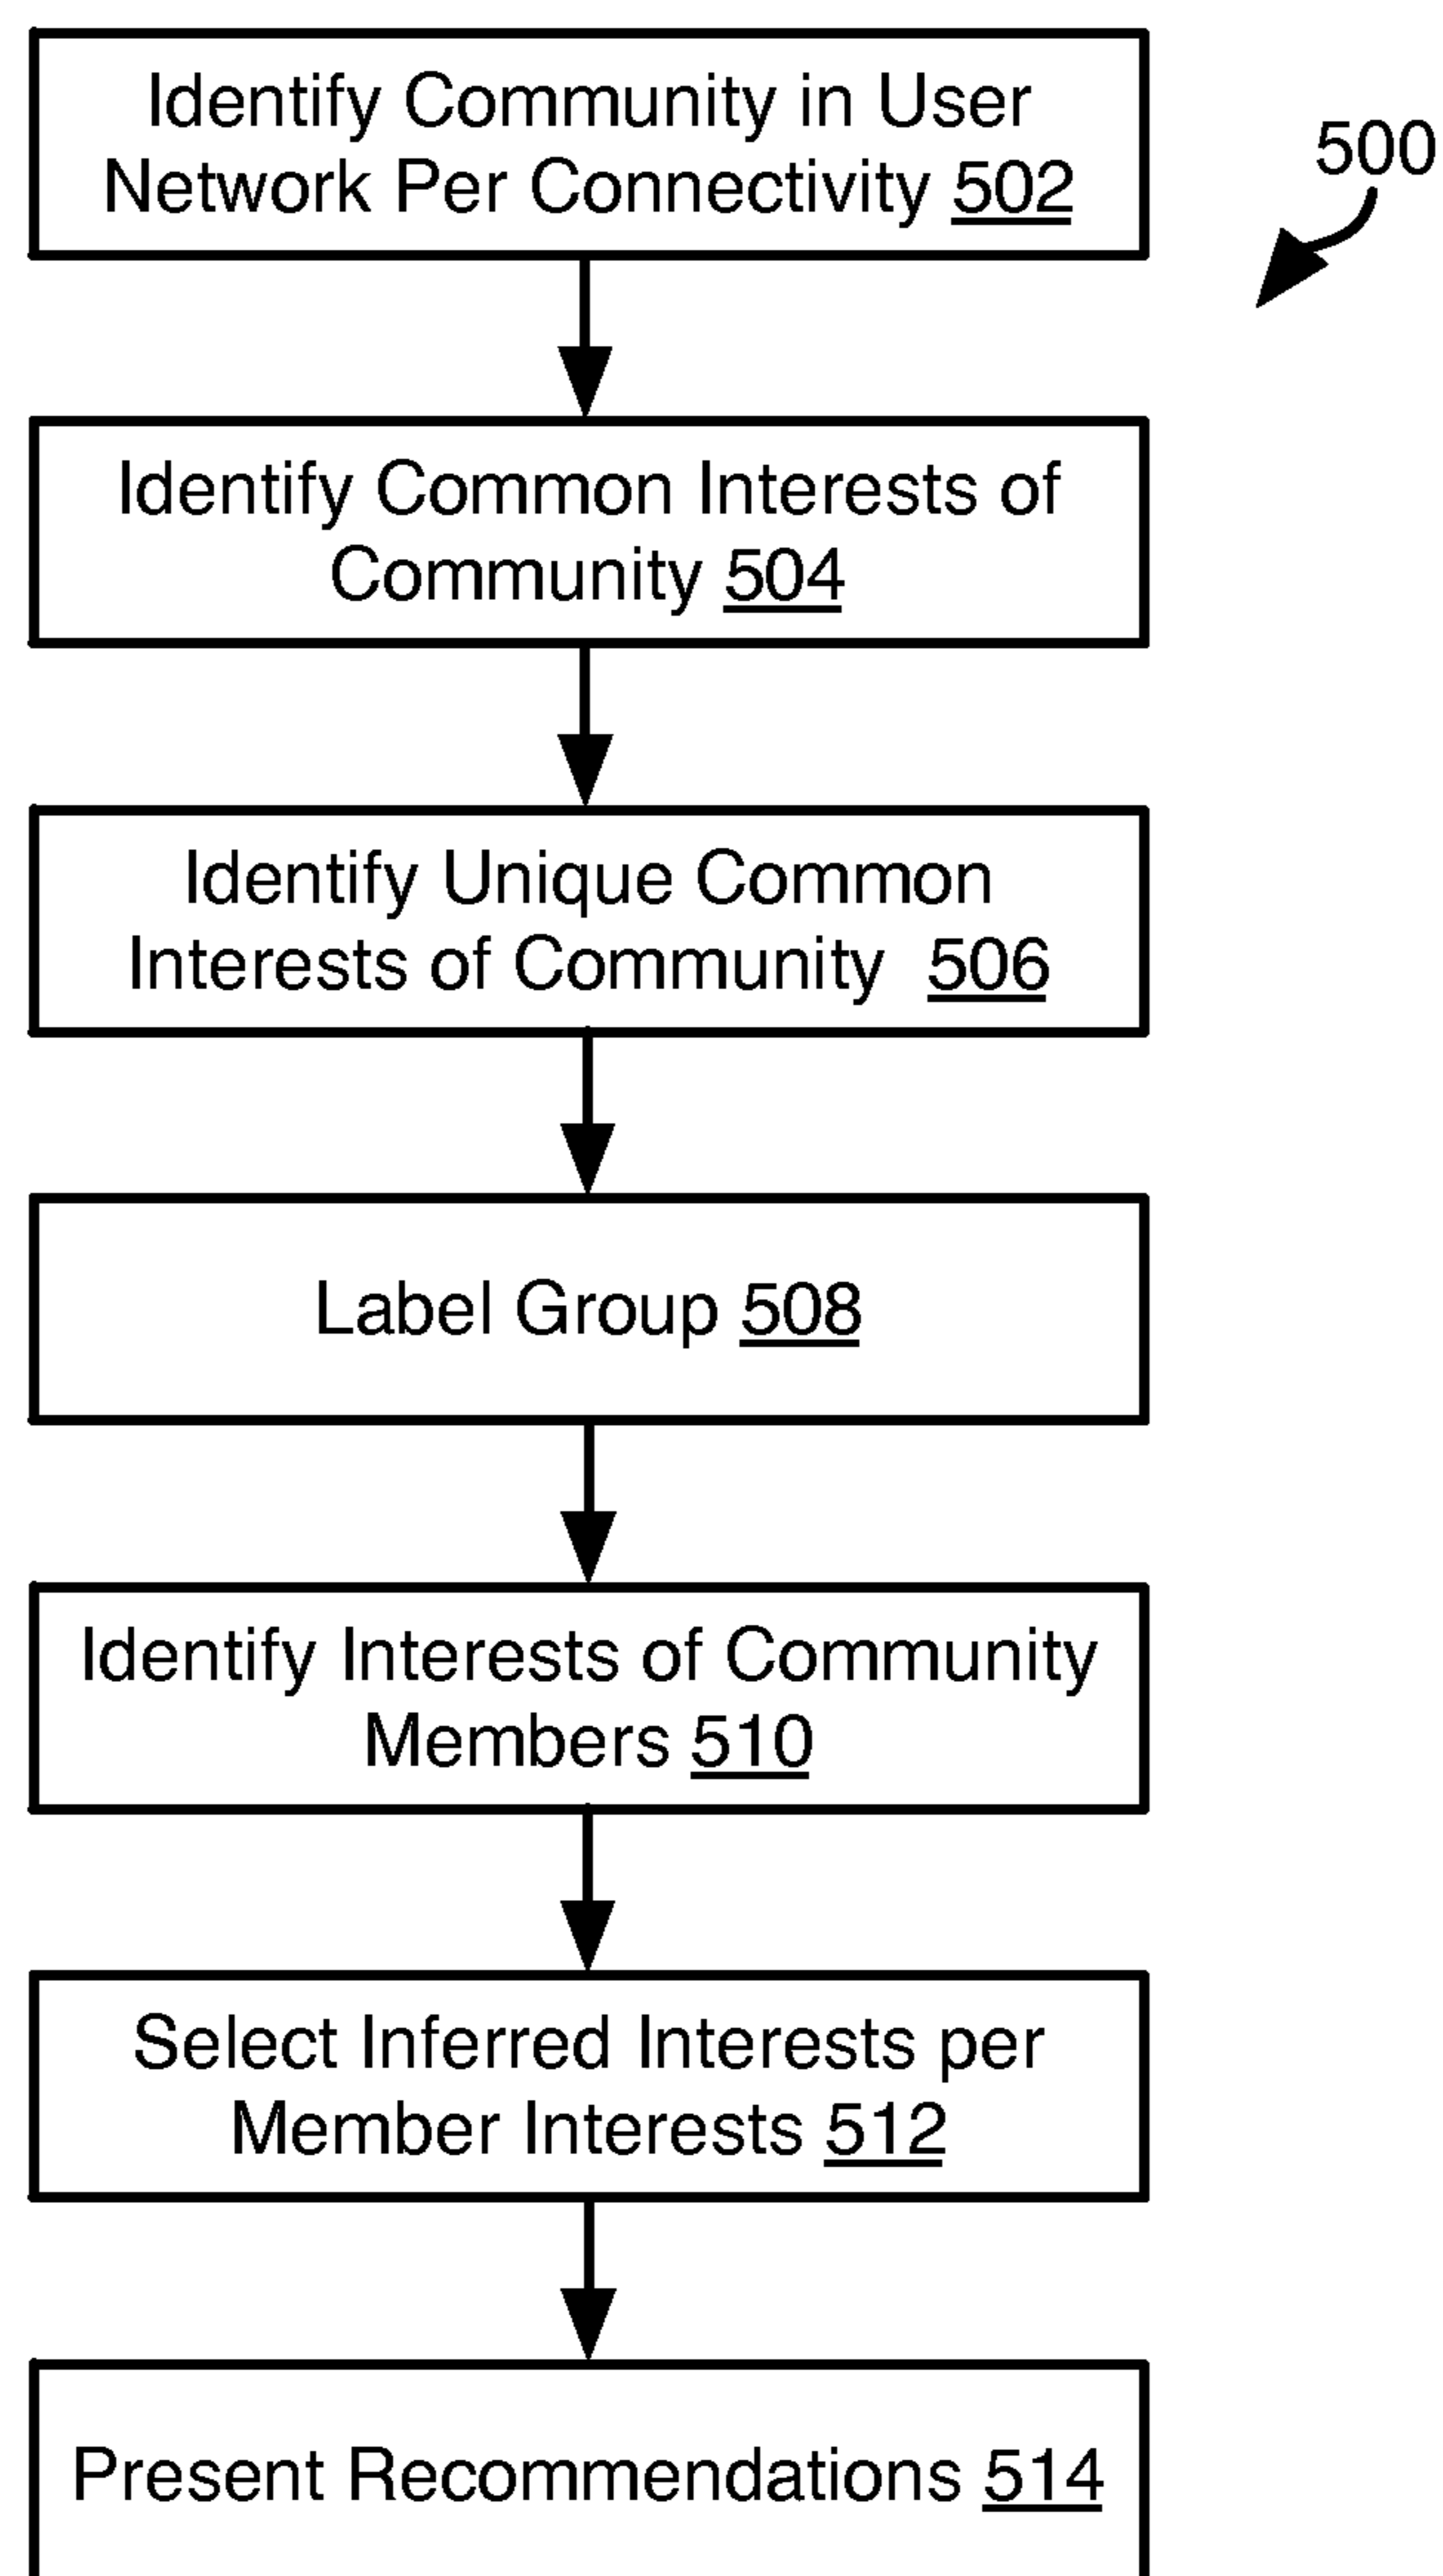 Identify Community in User
Network Per Connectivity 502
500
Identify Common Interests of
Community 504
Identify Unique Common
Interests of Community 506
Label Group 508
Identify Interests of Community
Members 510
Select Inferred Interests per
Member Interests 512
Present Recommendations 514